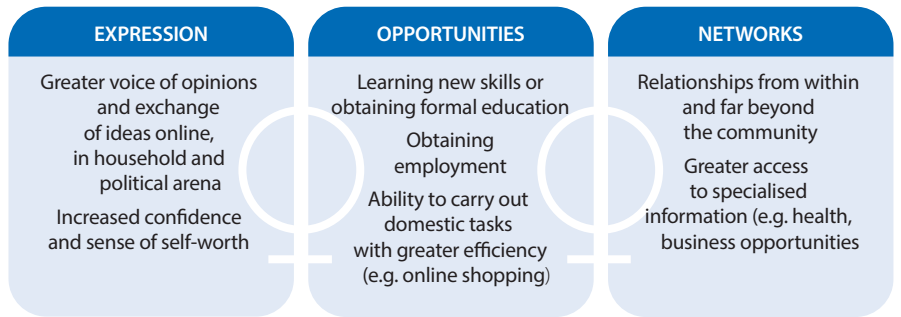 EXPRESSION
Greater voice of opinions
and exchange
of ideas online,
in household and
political arena
Increased confidence
and sense of self-worth
OPPORTUNITIES
Learning new skills or
obtaining formal education
Obtaining
employment
Ability to carry out
domestic tasks
with greater efficiency
(e.g. online shopping)
NETWORKS
Relationships from within
and far beyond
the community
Greater access
to specialised
information (e.g. health,
business opportunities